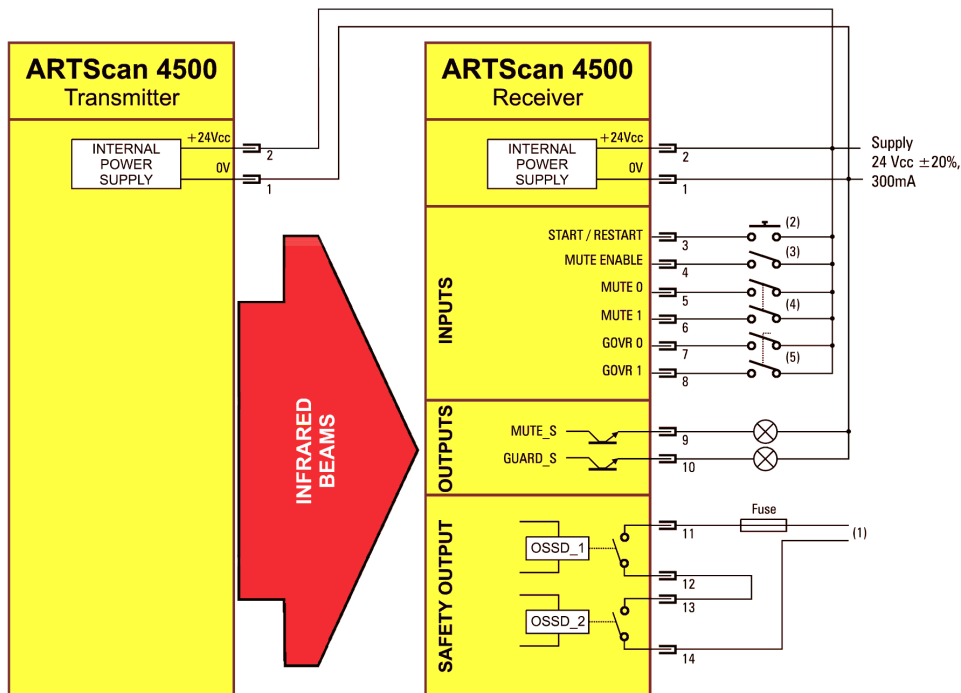 ARTScan 4500
Transmitter
+24Vcc
INTERNAL
POWER
SUPPLY
0V
2
1
INFRARED
BEAMS
ARTScan 4500
Receiver
+24Vcc
INTERNAL
POWER
SUPPLY
0V
2
1
Supply
24 Vcc ±20%,
300mA
INPUTS
START / RESTART
3
(2)
MUTE ENABLE
4
(3)
MUTE 0
5
(4)
MUTE 1
6
GOVR 0
7
(5)
GOVR 1
8
OUTPUTS
MUTE_S
9
GUARD_S
10
SAFETY OUTPUT
OSSD_1
11
Fuse
(1)
12
13
OSSD_2
14